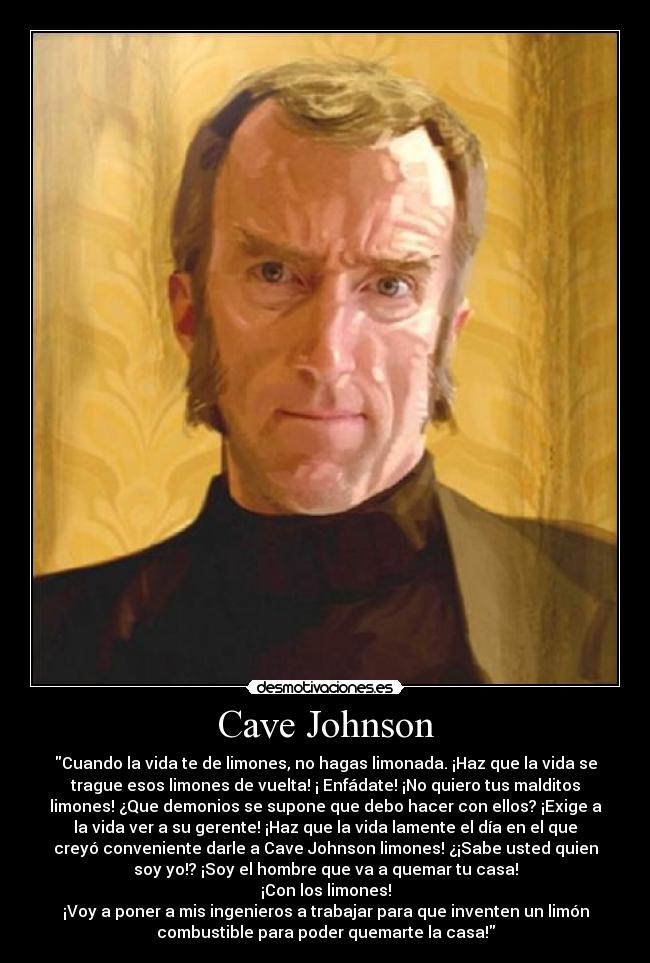 desmotivaciones.es
Cave Johnson
"Cuando la vida te de limones, no hagas limonada. ¡Haz que la vida se
trague esos limones de vuelta! ¡ Enfádate! ¡No quiero tus malditos
limones! ¿Que demonios se supone que debo hacer con ellos? ¡Exige a
la vida ver a su gerente! ¡Haz que la vida lamente el día en el que
creyó conveniente darle a Cave Johnson limones! ¿¡Sabe usted quien
soy yo!? ¡Soy el hombre que va a quemar tu casa!
¡Con los limones!
¡Voy a poner a mis ingenieros a trabajar para que inventen un limón
combustible para poder quemarte la casa!"